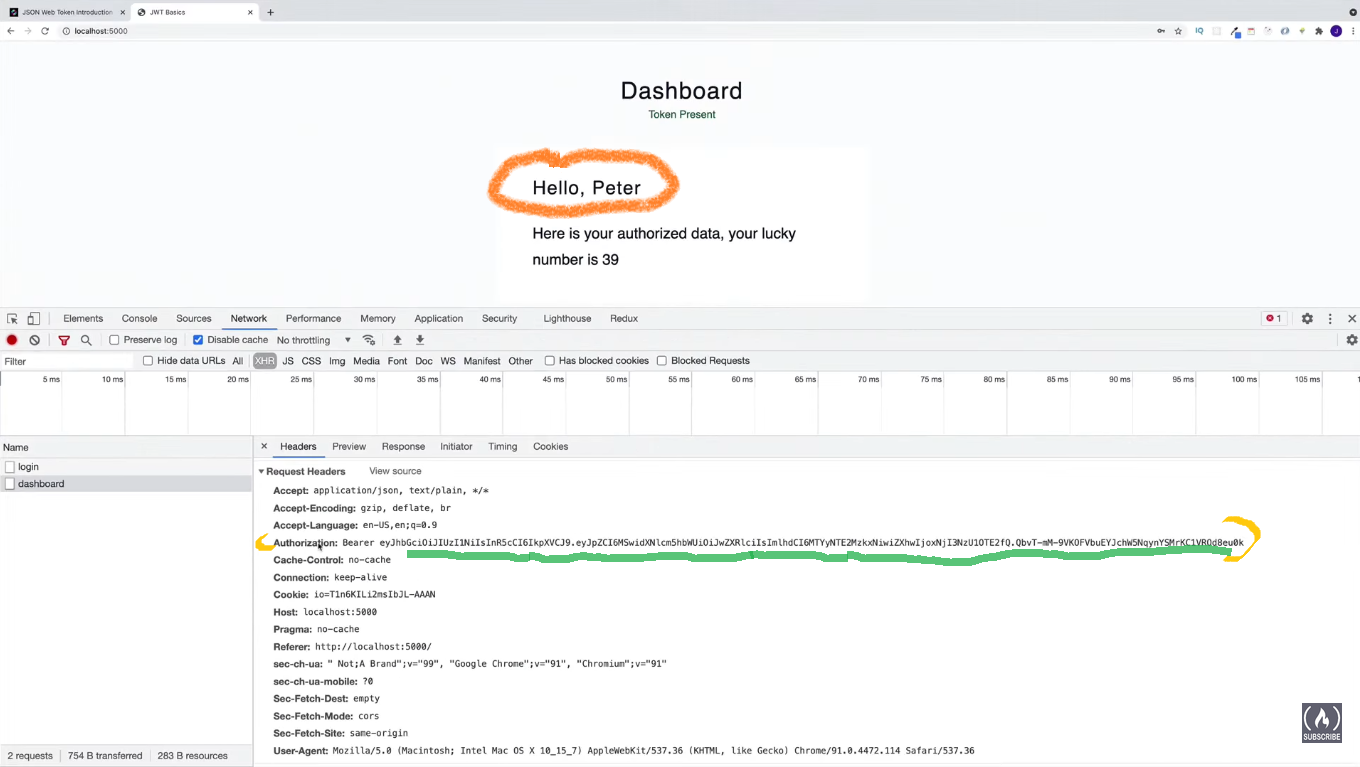 JSON Web Token Introduction
JWT Basics
localhost:5000
Dashboard
Token Present
Hello, Peter
Here is your authorized data, your lucky
number is 39
Elements Console Sources Network Performance Memory Application Security Lighthouse Redux 1
Preserve log Disable cache No throttling
Filter Hide data URLs All XHR JS CSS Img Media Font Doc WS Manifest Other Has blocked cookies Blocked Requests
5 ms 10 ms 15 ms 20 ms 25 ms 30 ms 35 ms 40 ms 45 ms 50 ms 55 ms 60 ms 65 ms 70 ms 75 ms 80 ms 85 ms 90 ms 95 ms 100 ms 105 ms
Name
login
dashboard
Headers Preview Response Initiator Timing Cookies
Request Headers View source
Accept: application/json, text/plain, */*
Accept-Encoding: gzip, deflate, br
Accept-Language: en-US,en;q=0.9
Authorization: Bearer
Cache-Control: no-cache
Connection: keep-alive
Cookie: io=T1n6KILi2msIbJL-AAAN
Host: localhost:5000
Pragma: no-cache
Referer: http://localhost:5000/
sec-ch-ua: " Not;A Brand";v="99", "Google Chrome";v="91", "Chromium";v="91"
sec-ch-ua-mobile: ?0
Sec-Fetch-Dest: empty
Sec-Fetch-Mode: cors
Sec-Fetch-Site: same-origin
User-Agent: Mozilla/5.0 (Macintosh; Intel Mac OS X 10_15_7) AppleWebKit/537.36 (KHTML, like Gecko) Chrome/91.0.4472.114 Safari/537.36
2 requests 754 B transferred 283 B resources
SUBSCRIBE